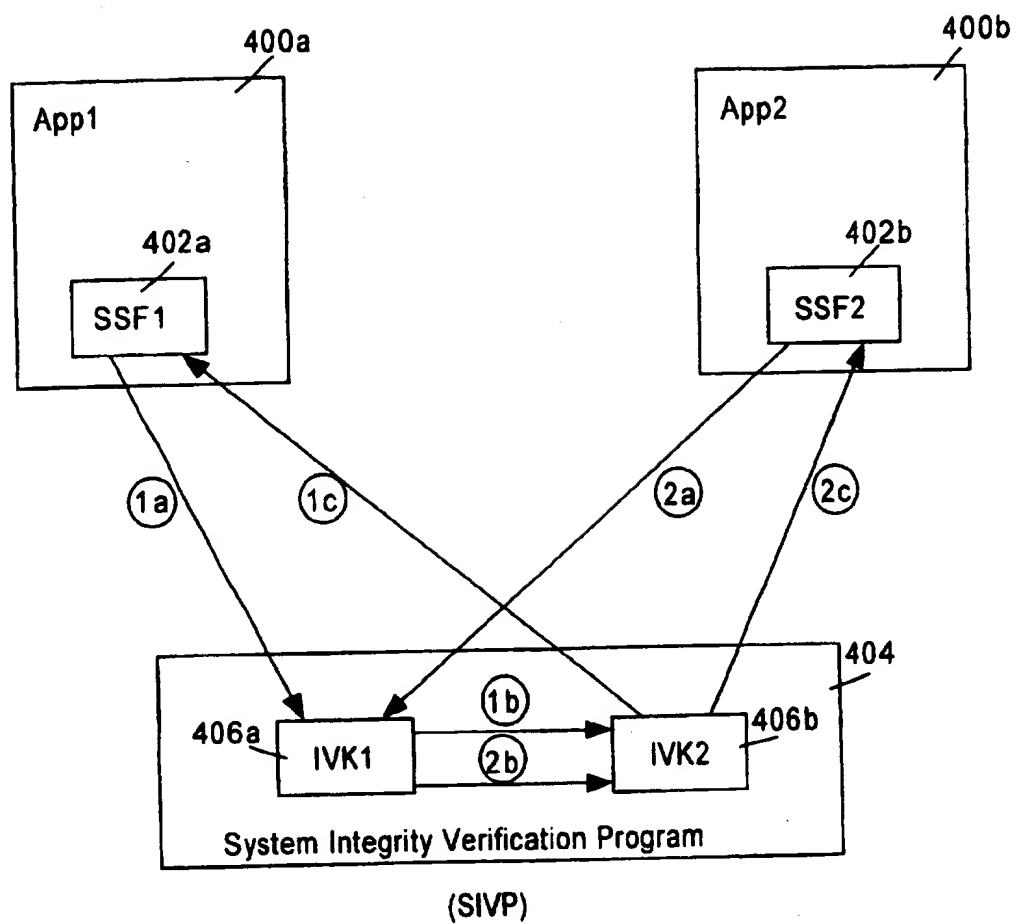 400a
400b
App1
App2
402a
402b
SSF1
SSF2
1a
1c
2a
2c
404
1b
406a
406b
IVK1
IVK2
2b
System Integrity Verification Program
(SIVP)